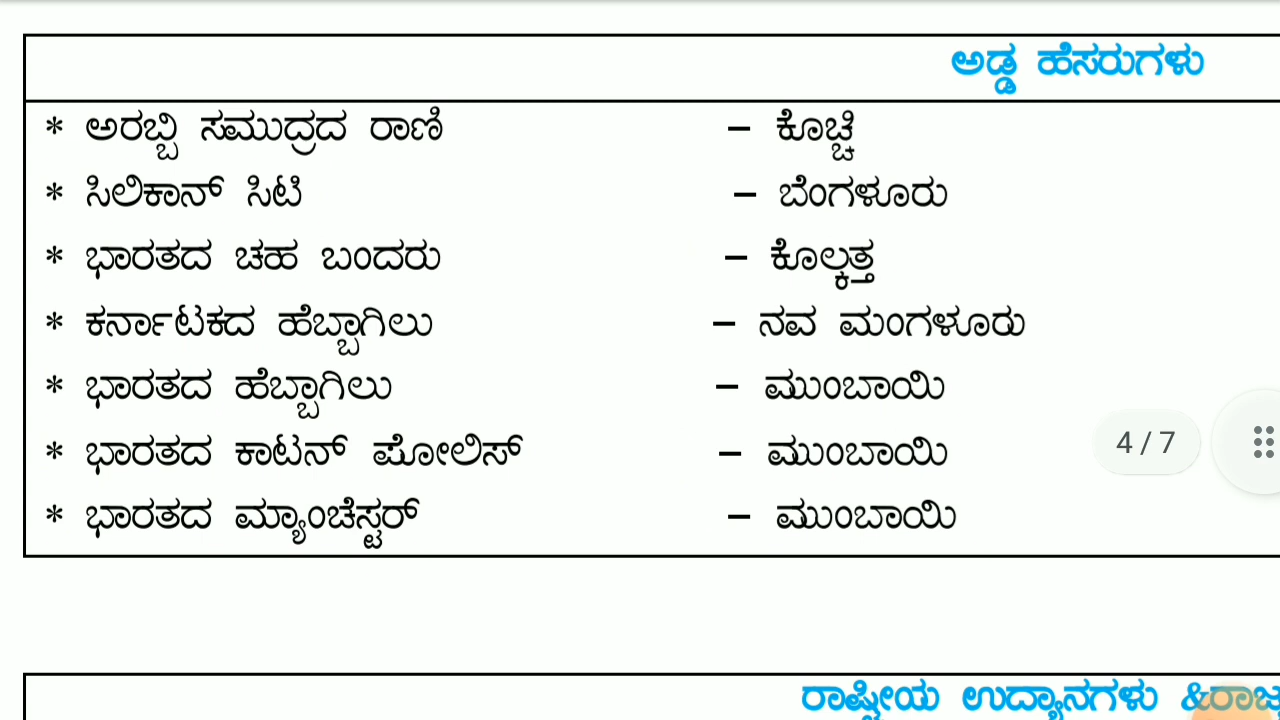 ಅಡ್ಡ ಹೆಸರುಗಳು
* ಅರಬ್ಬಿ ಸಮುದ್ರದ ರಾಣಿ – ಕೊಚ್ಚಿ
* ಸಿಲಿಕಾನ್ ಸಿಟಿ – ಬೆಂಗಳೂರು
* ಭಾರತದ ಚಹ ಬಂದರು – ಕೊಲ್ಕತ್ತ
* ಕರ್ನಾಟಕದ ಹೆಬ್ಬಾಗಿಲು – ನವ ಮಂಗಳೂರು
* ಭಾರತದ ಹೆಬ್ಬಾಗಿಲು – ಮುಂಬಾಯಿ
* ಭಾರತದ ಕಾಟನ್ ಪೋಲಿಸ್ – ಮುಂಬಾಯಿ
4 / 7
* ಭಾರತದ ಮ್ಯಾಂಚೆಸ್ಟರ್ – ಮುಂಬಾಯಿ
ರಾಷ್ಟ್ರೀಯ ಉದ್ಯಾನಗಳು &